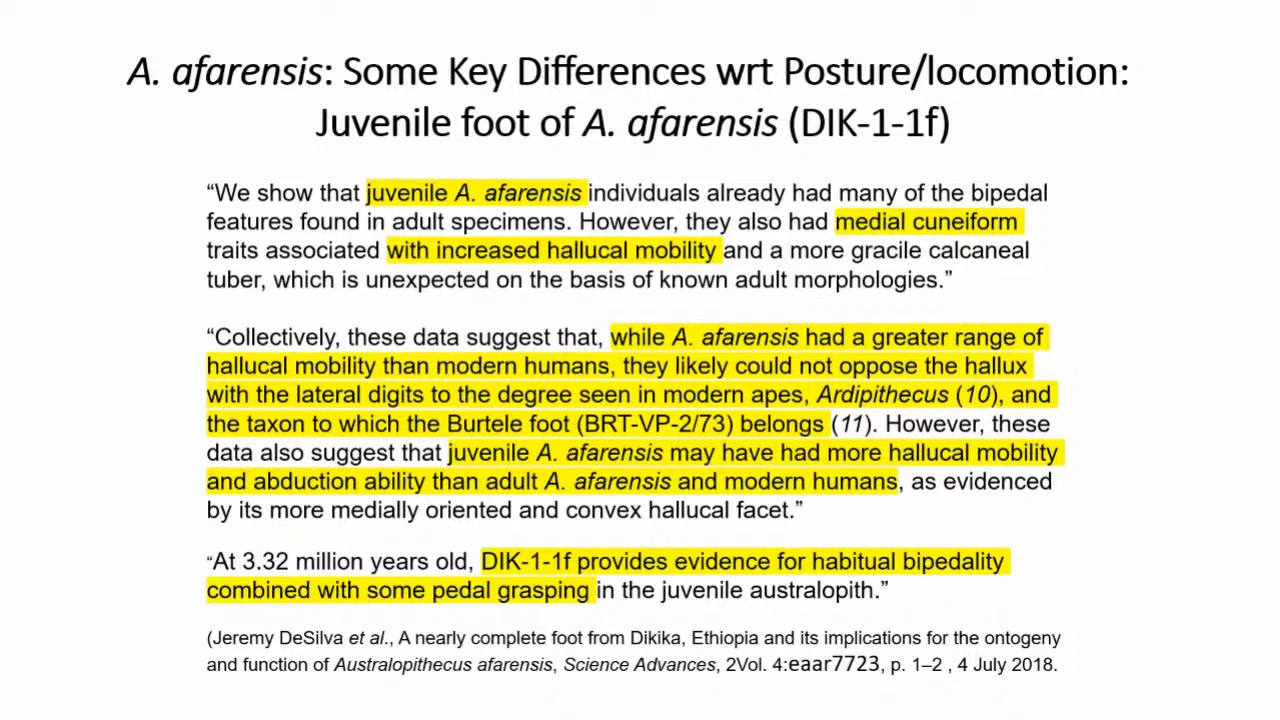 A. afarensis: Some Key Differences wrt Posture/locomotion:
Juvenile foot of A. afarensis (DIK-1-1f)
“We show that juvenile A. afarensis individuals already had many of the bipedal
features found in adult specimens. However, they also had medial cuneiform
traits associated with increased hallucal mobility and a more gracile calcaneal
tuber, which is unexpected on the basis of known adult morphologies.”
“Collectively, these data suggest that, while A. afarensis had a greater range of
hallucal mobility than modern humans, they likely could not oppose the hallux
with the lateral digits to the degree seen in modern apes, Ardipithecus (10), and
the taxon to which the Burtele foot (BRT-VP-2/73) belongs (11). However, these
data also suggest that juvenile A. afarensis may have had more hallucal mobility
and abduction ability than adult A. afarensis and modern humans, as evidenced
by its more medially oriented and convex hallucal facet.”
“At 3.32 million years old, DIK-1-1f provides evidence for habitual bipedality
combined with some pedal grasping in the juvenile australopith.”
(Jeremy DeSilva et al., A nearly complete foot from Dikika, Ethiopia and its implications for the ontogeny
and function of Australopithecus afarensis, Science Advances, 2Vol. 4:eaar7723, p. 1–2 , 4 July 2018.